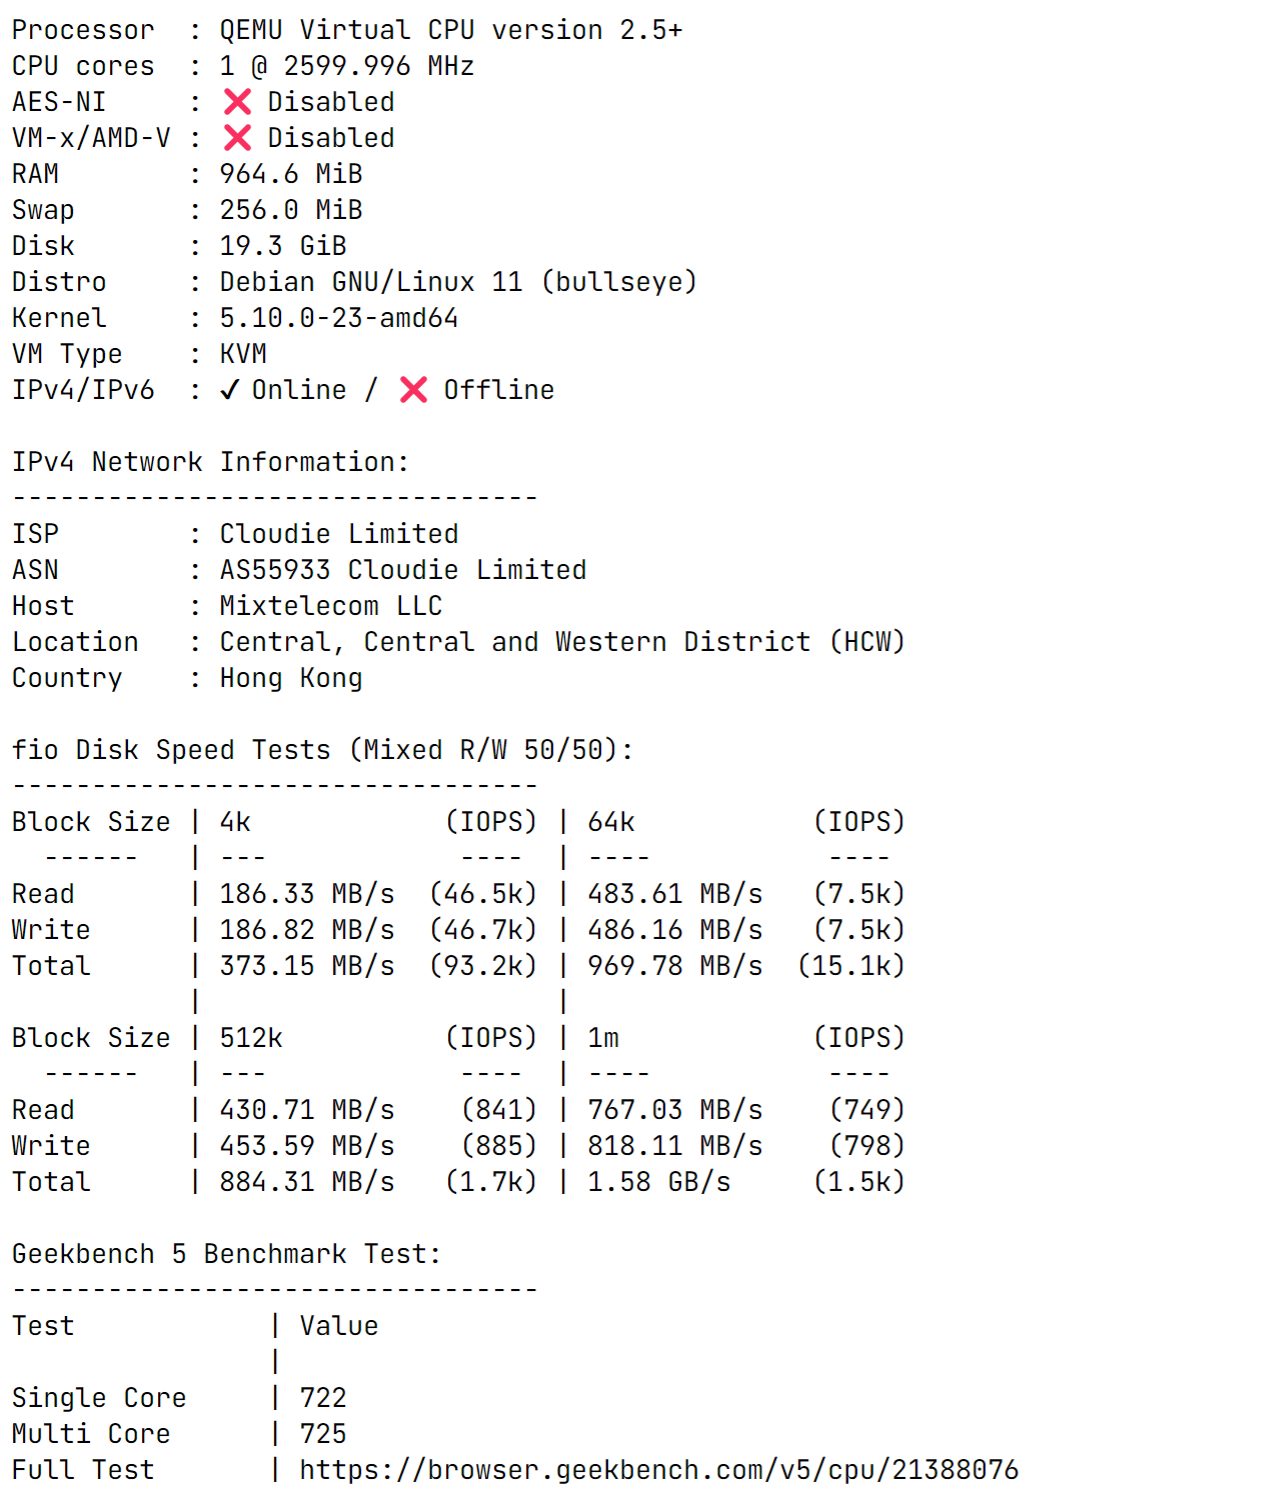 Processor  : QEMU Virtual CPU version 2.5+
CPU cores  : 1 @ 2599.996 MHz
AES-NI     : ❌ Disabled
VM-x/AMD-V : ❌ Disabled
RAM        : 964.6 MiB
Swap       : 256.0 MiB
Disk       : 19.3 GiB
Distro     : Debian GNU/Linux 11 (bullseye)
Kernel     : 5.10.0-23-amd64
VM Type    : KVM
IPv4/IPv6  : ✔ Online / ❌ Offline

IPv4 Network Information:
---------------------------------
ISP        : Cloudie Limited
ASN        : AS55933 Cloudie Limited
Host       : Mixtelecom LLC
Location   : Central, Central and Western District (HCW)
Country    : Hong Kong

fio Disk Speed Tests (Mixed R/W 50/50):
---------------------------------
Block Size | 4k            (IOPS) | 64k           (IOPS)
  ------   | ---            ----  | ----           ----
Read       | 186.33 MB/s  (46.5k) | 483.61 MB/s   (7.5k)
Write      | 186.82 MB/s  (46.7k) | 486.16 MB/s   (7.5k)
Total      | 373.15 MB/s  (93.2k) | 969.78 MB/s  (15.1k)
           |                      |
Block Size | 512k          (IOPS) | 1m            (IOPS)
  ------   | ---            ----  | ----           ----
Read       | 430.71 MB/s    (841) | 767.03 MB/s    (749)
Write      | 453.59 MB/s    (885) | 818.11 MB/s    (798)
Total      | 884.31 MB/s   (1.7k) | 1.58 GB/s     (1.5k)

Geekbench 5 Benchmark Test:
---------------------------------
Test            | Value
                |
Single Core     | 722
Multi Core      | 725
Full Test       | https://browser.geekbench.com/v5/cpu/21388076